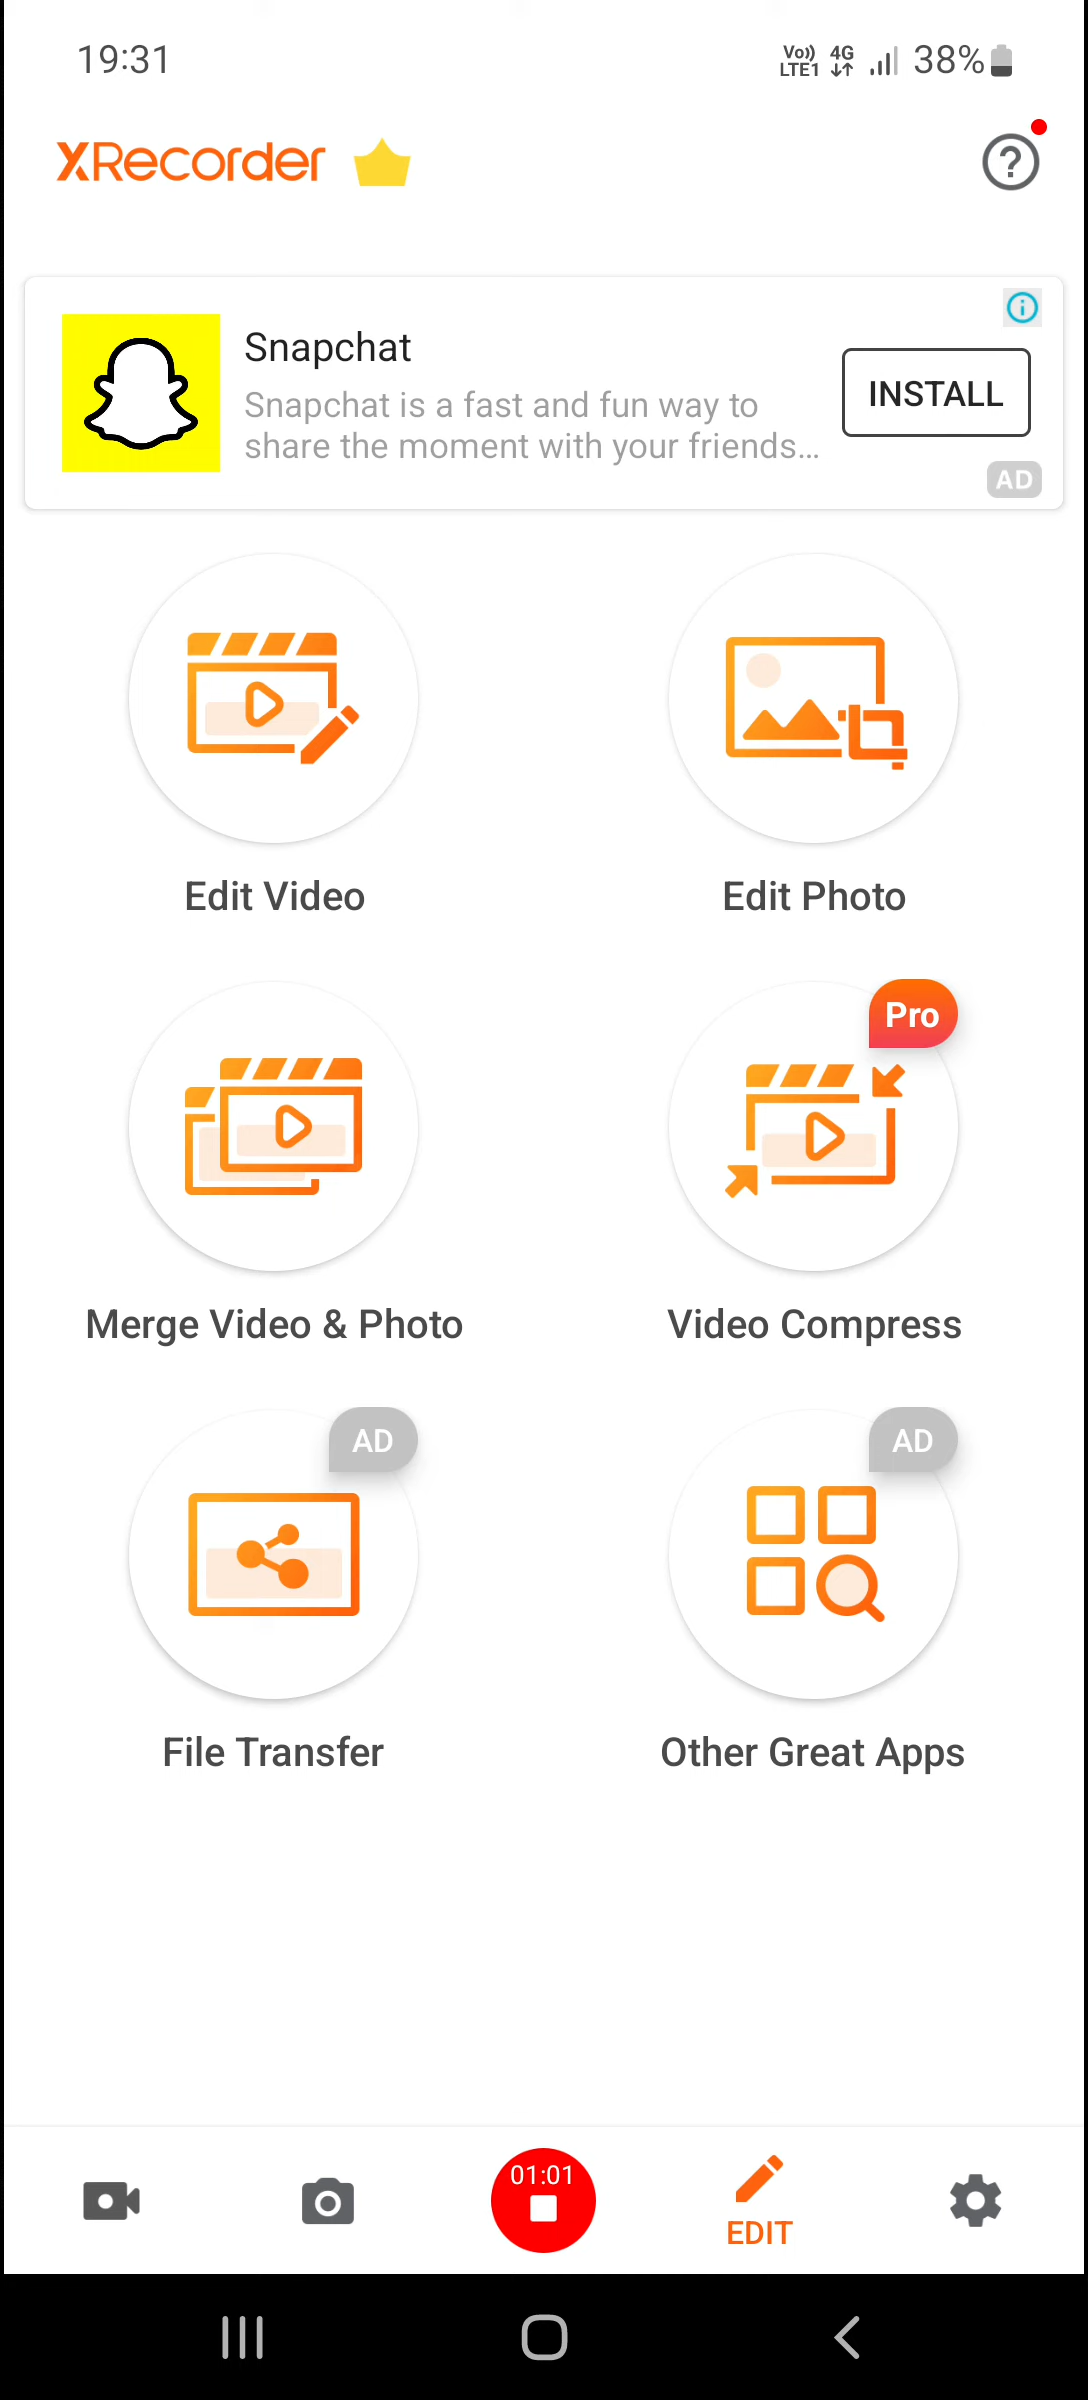 19:31
Vo)) 4G 38%
LTE1
XRecorder
?
Snapchat
Snapchat is a fast and fun way to
share the moment with your friends...
INSTALL
AD
Edit Video
Edit Photo
Pro
Merge Video & Photo
Video Compress
AD
AD
File Transfer
Other Great Apps
01:01
EDIT